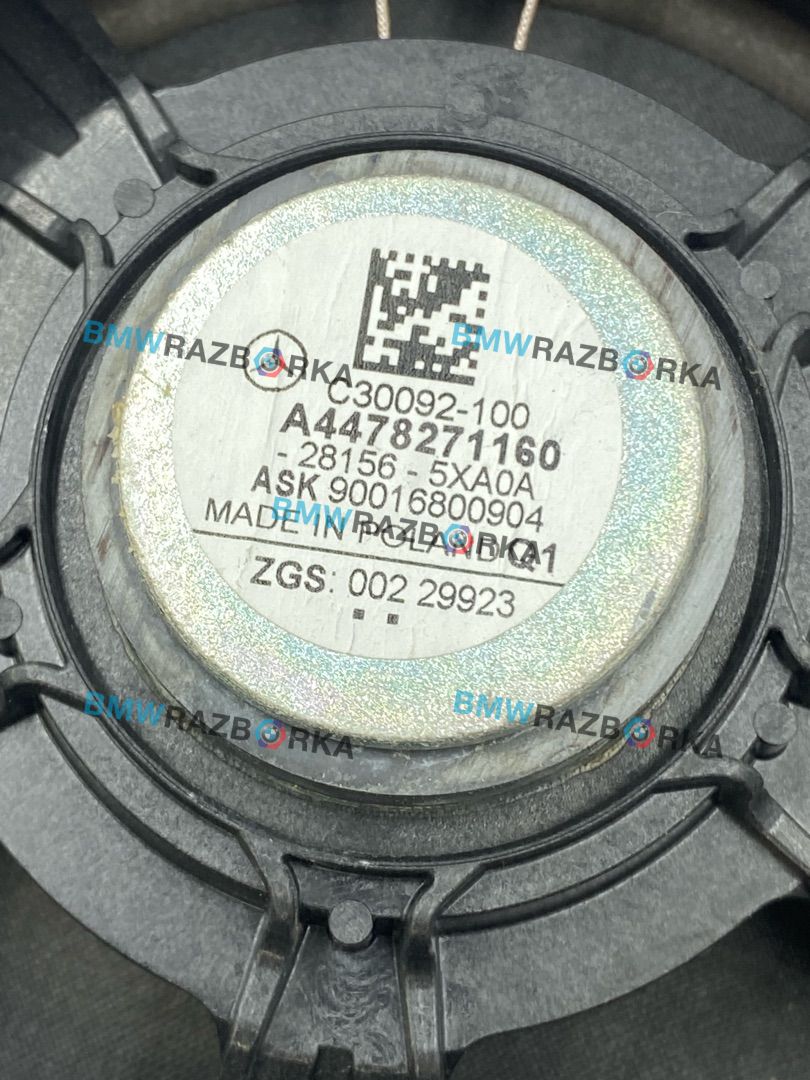 BMWRAZBORKA
BMWRAZBORKA
C30092-100
A4478271160
- 28156 - 5XA0A
ASK 90016800904
MADE IN POLAND Q1
BMWRAZBORKA
ZGS: 002 29923
BMWRAZBORKA
BMWRAZBORKA